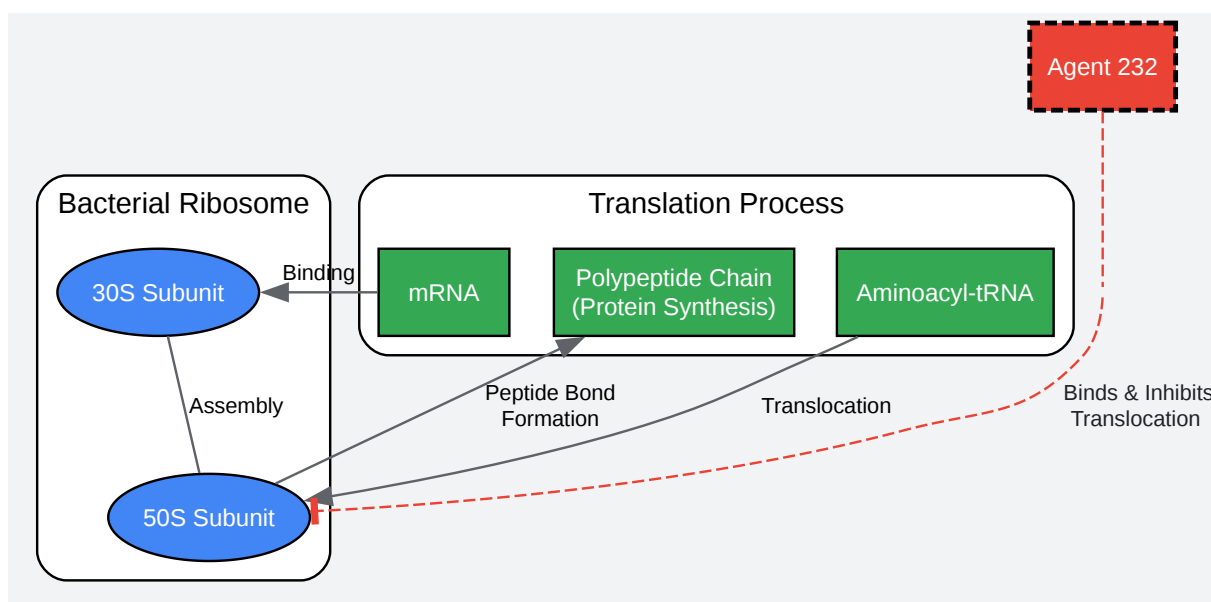 Agent 232
Bacterial Ribosome
Translation Process
30S Subunit
Binding
mRNA
Polypeptide Chain
(Protein Synthesis)
Aminoacyl-tRNA
Assembly
Peptide Bond
Formation
Translocation
Binds & Inhibits
Translocation
50S Subunit